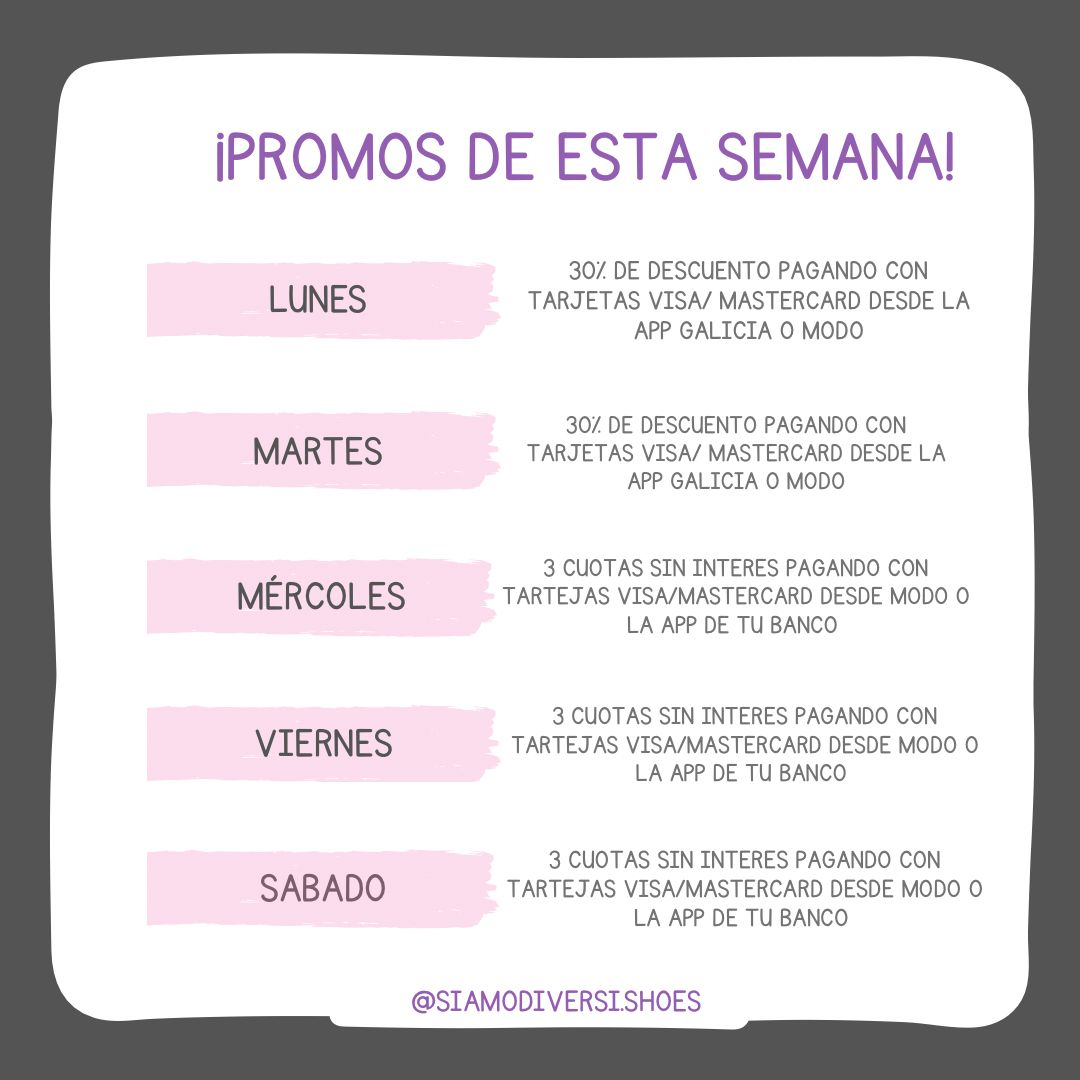 ¡PROMOS DE ESTA SEMANA!
LUNES
30% DE DESCUENTO PAGANDO CON
TARJETAS VISA/ MASTERCARD DESDE LA
APP GALICIA O MODO
MARTES
30% DE DESCUENTO PAGANDO CON
TARJETAS VISA/ MASTERCARD DESDE LA
APP GALICIA O MODO
MÉRCOLES
3 CUOTAS SIN INTERES PAGANDO CON
TARTEJAS VISA/MASTERCARD DESDE MODO O
LA APP DE TU BANCO
VIERNES
3 CUOTAS SIN INTERES PAGANDO CON
TARTEJAS VISA/MASTERCARD DESDE MODO O
LA APP DE TU BANCO
SABADO
3 CUOTAS SIN INTERES PAGANDO CON
TARTEJAS VISA/MASTERCARD DESDE MODO O
LA APP DE TU BANCO
@SIAMODIVERSI.SHOES